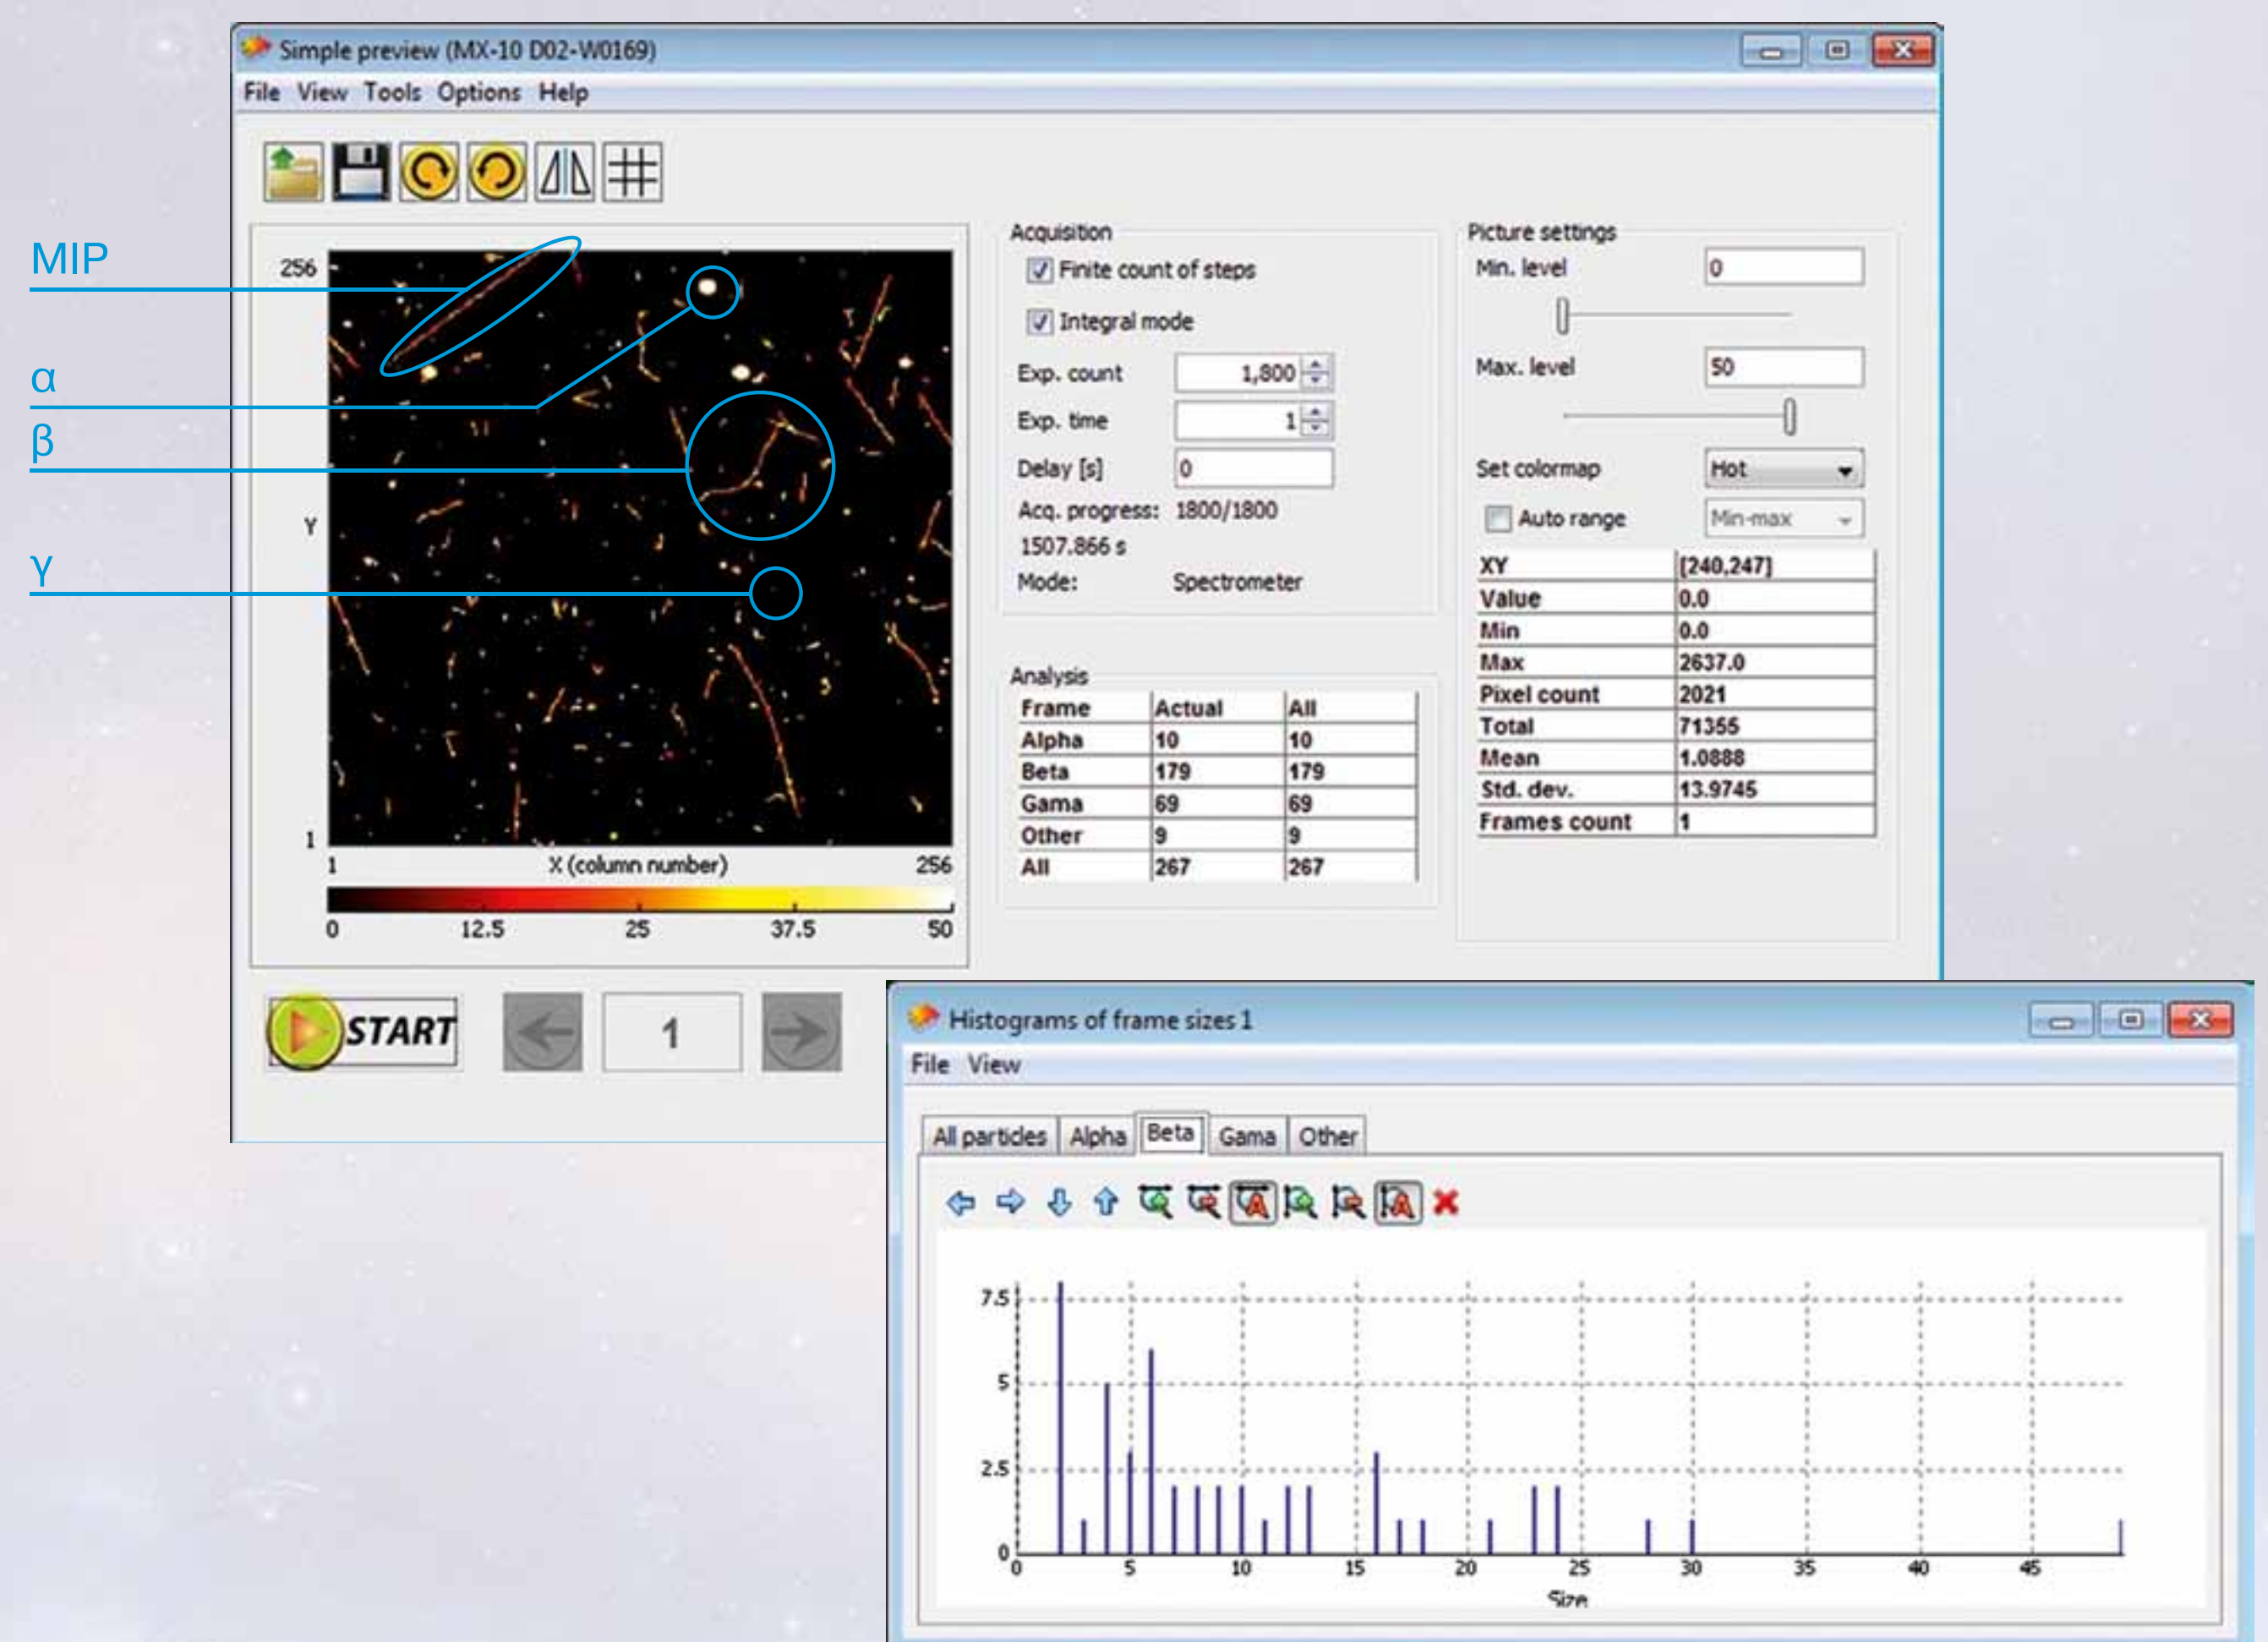 Simple preview (MX-10 D02-W0169)
File View Tools Options Help
MIP
α
β
γ
256
Y
1
1 X (column number) 256
0 12.5 25 37.5 50
START
1
Acquisition
Finite count of steps
Integral mode
Exp. count 1,800
Exp. time 1
Delay [s] 0
Acq. progress: 1800/1800
1507.866 s
Mode: Spectrometer
Analysis
Frame Actual All
Alpha 10 10
Beta 179 179
Gama 69 69
Other 9 9
All 267 267
Picture settings
Min. level 0
Max. level 50
Set colormap Hot
Auto range Min-max
XY [240,247]
Value 0.0
Min 0.0
Max 2637.0
Pixel count 2021
Total 71355
Mean 1.0888
Std. dev. 13.9745
Frames count 1
Histograms of frame sizes 1
File View
All particles Alpha Beta Gama Other
7.5
5
2.5
0
0 5 10 15 20 25 30 35 40 45
Size